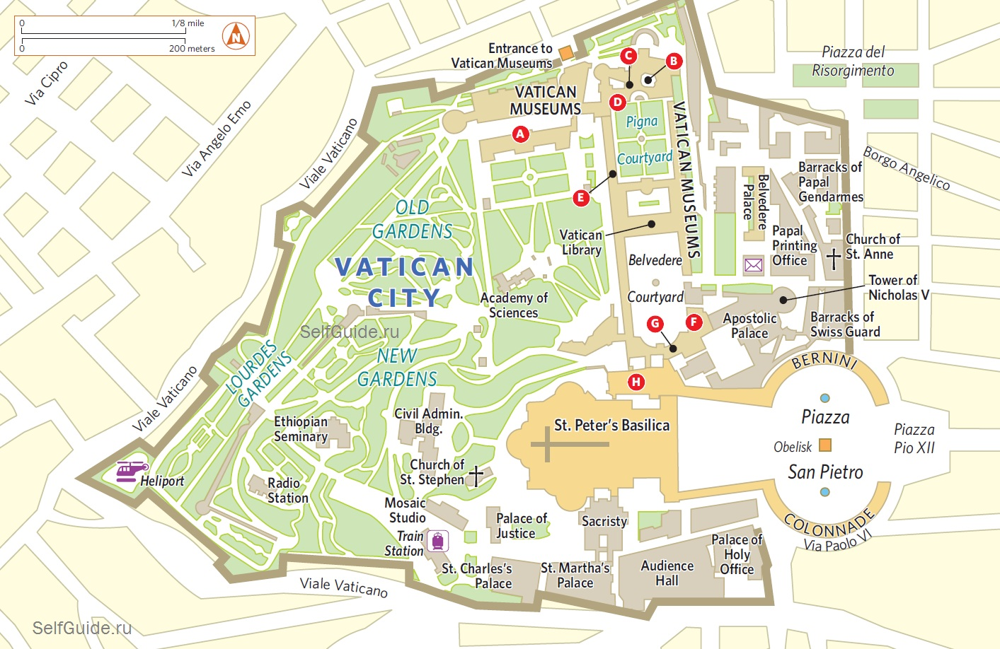 0 1/8 mile
0 200 meters
N
Via Cipro
Via Angelo Emo
Viale Vaticano
Entrance to
Vatican Museums
C
B
D
Piazza del
Risorgimento
VATICAN
MUSEUMS
A
Pigna
Courtyard
VATICAN MUSEUMS
E
Borgo Angelico
Barracks of
Papal
Gendarmes
Belvedere
Palace
OLD
GARDENS
Vatican
Library
Papal
Printing
Office
Church of
St. Anne
VATICAN
CITY
Belvedere
Courtyard
Tower of
Nicholas V
Academy of
Sciences
G
F
Apostolic
Palace
Barracks of
Swiss Guard
SelfGuide.ru
LOURDES
GARDENS
NEW
GARDENS
BERNINI
H
Viale Vaticano
Ethiopian
Seminary
Civil Admin.
Bldg.
St. Peter's Basilica
Piazza
Obelisk
San Pietro
Piazza
Pio XII
Heliport
Church of
St. Stephen
Radio
Station
Mosaic
Studio
Train
Station
Palace of
Justice
Sacristy
COLONNADE
Via Paolo VI
Palace of
Holy
Office
St. Charles's
Palace
St. Martha's
Palace
Audience
Hall
Viale Vaticano
SelfGuide.ru